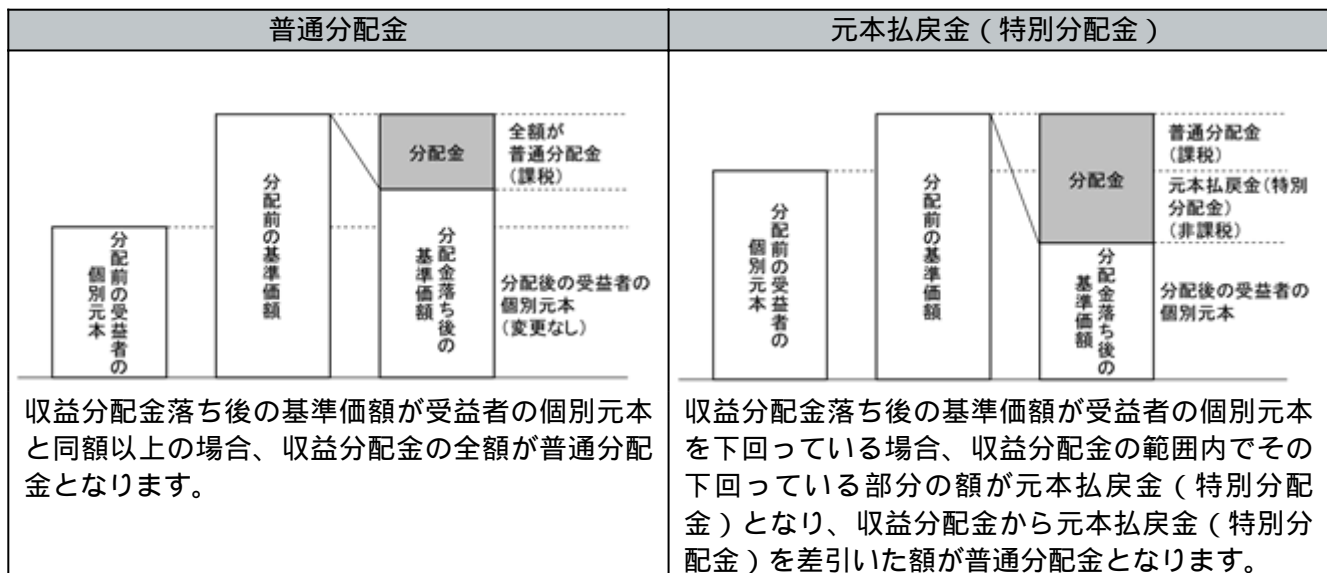 普通分配金
分配前の受益者の
個別元本
分配前の基準価額
分配金
分配金落ち後の
基準価額
全額が
普通分配金
(課税)
分配後の受益者の
個別元本
(変更なし)
収益分配金落ち後の基準価額が受益者の個別元本
と同額以上の場合、収益分配金の全額が普通分配
金となります。
元本払戻金(特別分配金)
分配前の受益者の
個別元本
分配前の基準価額
分配金
分配金落ち後の
基準価額
普通分配金
(課税)
元本払戻金(特別
分配金)
(非課税)
分配後の受益者の
個別元本
収益分配金落ち後の基準価額が受益者の個別元本
を下回っている場合、収益分配金の範囲内でその
下回っている部分の額が元本払戻金(特別分配
金)となり、収益分配金から元本払戻金(特別分
配金)を差引いた額が普通分配金となります。